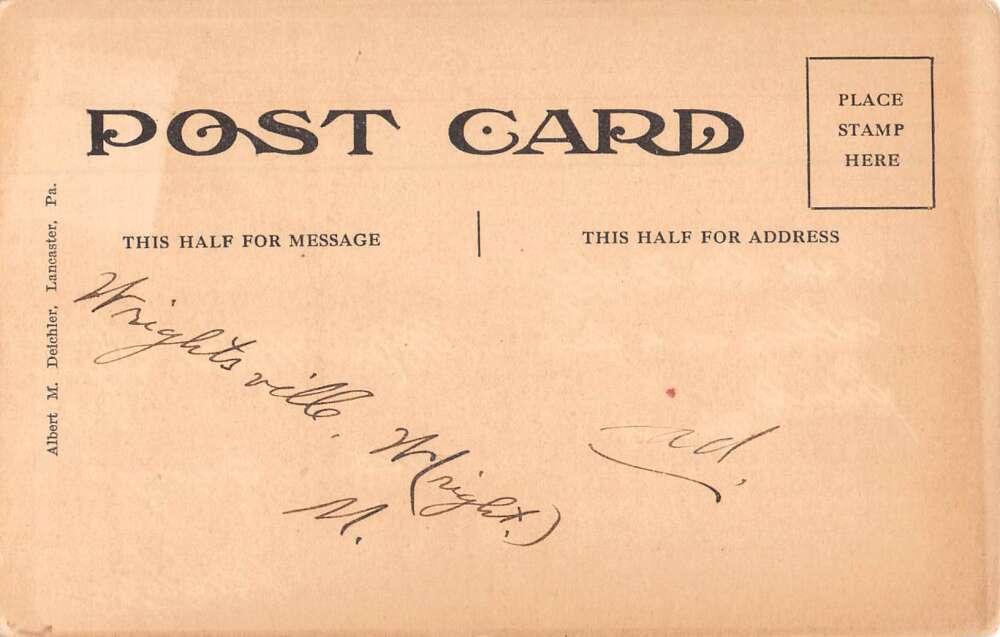 POST CARD
PLACE
STAMP
HERE
THIS HALF FOR MESSAGE
THIS HALF FOR ADDRESS
Albert M. Deichler, Lancaster, Pa.
Wrightsville.
W(right.)
M.